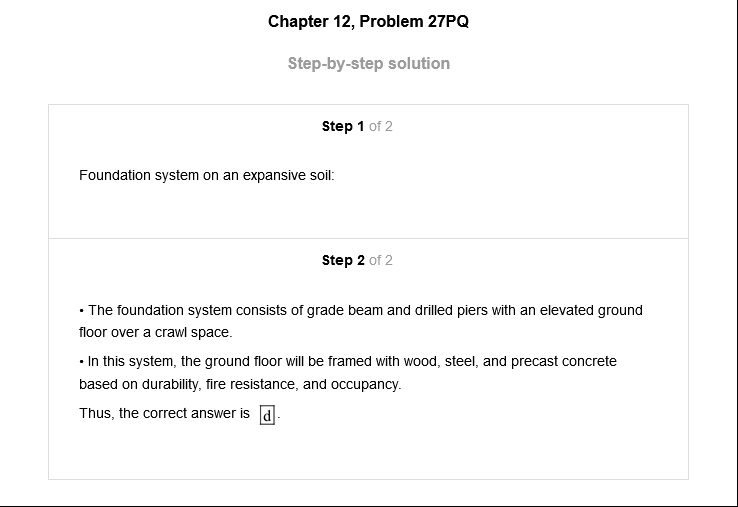 Chapter 12, Problem 27PQ
Step-by-step solution
Step 1 of 2
Foundation system on an expansive soil:
Step 2 of 2
• The foundation system consists of grade beam and drilled piers with an elevated ground
floor over a crawl space.
• In this system, the ground floor will be framed with wood, steel, and precast concrete
based on durability, fire resistance, and occupancy.
Thus, the correct answer is d.